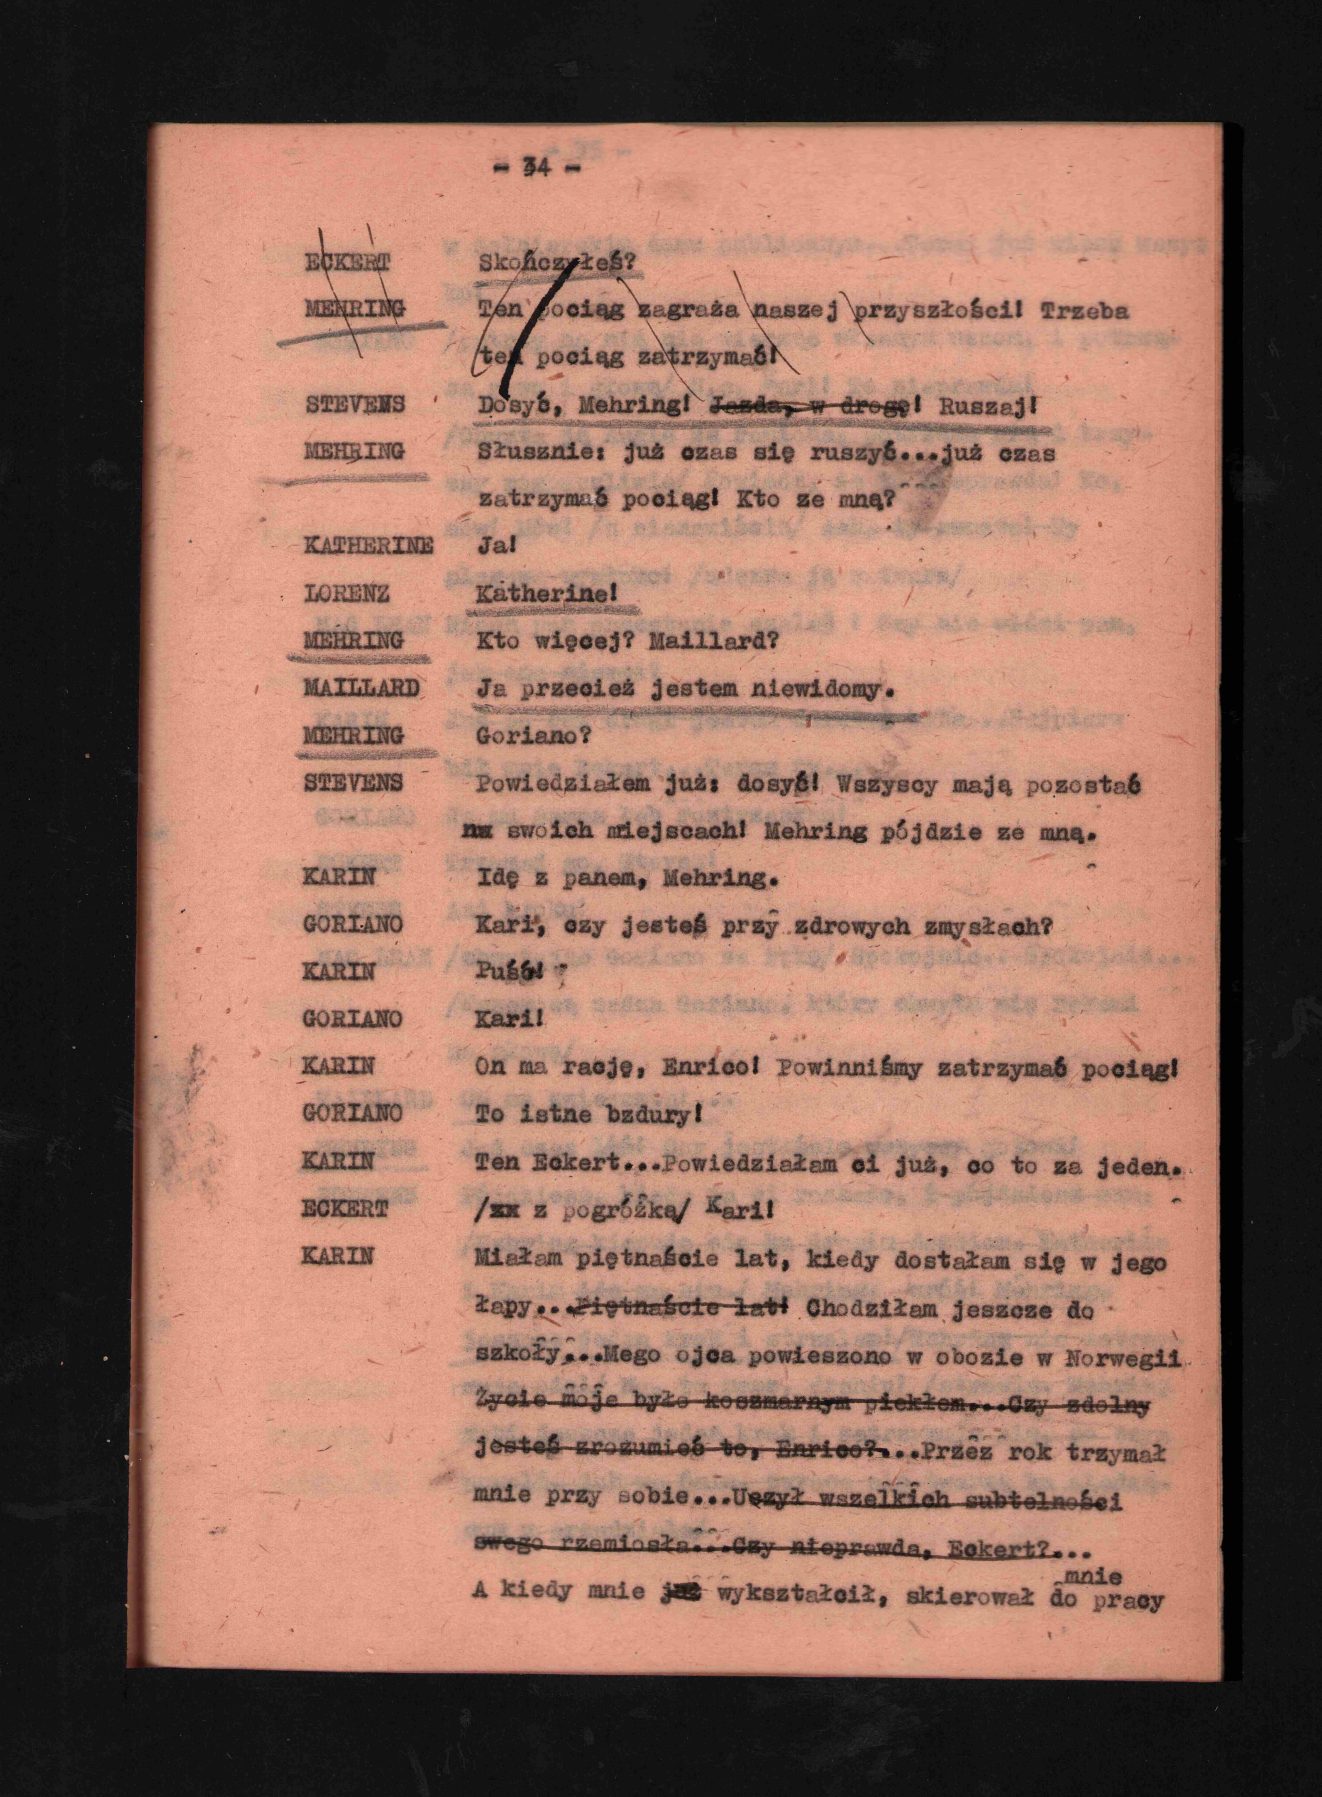 - 34 -
ECKERT Skończyłeś?
MEHRING Ten pociąg zagraża naszej przyszłości! Trzeba
ten pociąg zatrzymać!
STEVENS Dosyć, Mehring! Jazda, w drogę! Ruszaj!
MEHRING Słusznie: już czas się ruszyć...już czas
zatrzymać pociąg! Kto ze mną?
KATHERINE Ja!
LORENZ Katherine!
MEHRING Kto więcej? Maillard?
MAILLARD Ja przecież jestem niewidomy.
MEHRING Goriano?
STEVENS Powiedziałem już: dosyć! Wszyscy mają pozostać
na swoich miejscach! Mehring pójdzie ze mną.
KARIN Idę z panem, Mehring.
GORIANO Kari, czy jesteś przy zdrowych zmysłach?
KARIN Puść!
GORIANO Kari!
KARIN On ma rację, Enrico! Powinniśmy zatrzymać pociąg!
GORIANO To istne bzdury!
KARIN Ten Eckert...Powiedziałam ci już, co to za jeden.
ECKERT /xx z pogróżką/ Kari!
KARIN Miałam piętnaście lat, kiedy dostałam się w jego
łapy...Piętnaście lat! Chodziłam jeszcze do
szkoły...Mego ojca powieszono w obozie w Norwegii
Życie moje było koszmarnym piekłem...Czy zdolny
jesteś zrozumieć to, Enrico?...Przez rok trzymał
mnie przy sobie...Uczył wszelkich subtelności
swego rzemiosła...Czy nieprawda, Eckert?...
mnie
A kiedy mnie już wykształcił, skierował do pracy